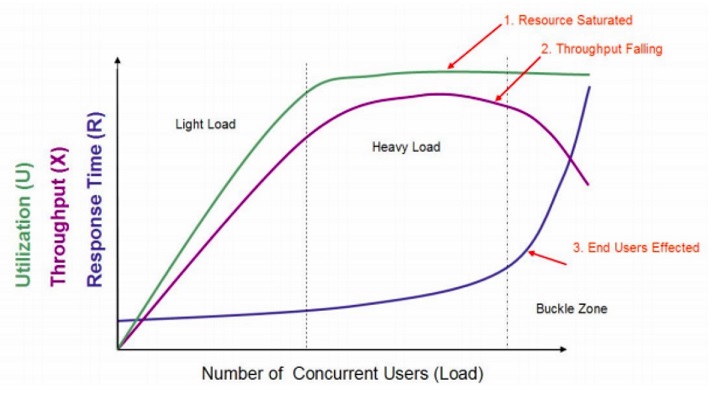 1. Resource Saturated
2. Throughput Falling
Light Load
Heavy Load
Utilization (U)
Throughput (X)
Response Time (R)
3. End Users Effected
Buckle Zone
Number of Concurrent Users (Load)